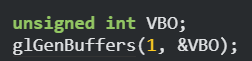 unsigned int VBO;
glGenBuffers(1, &VBO);